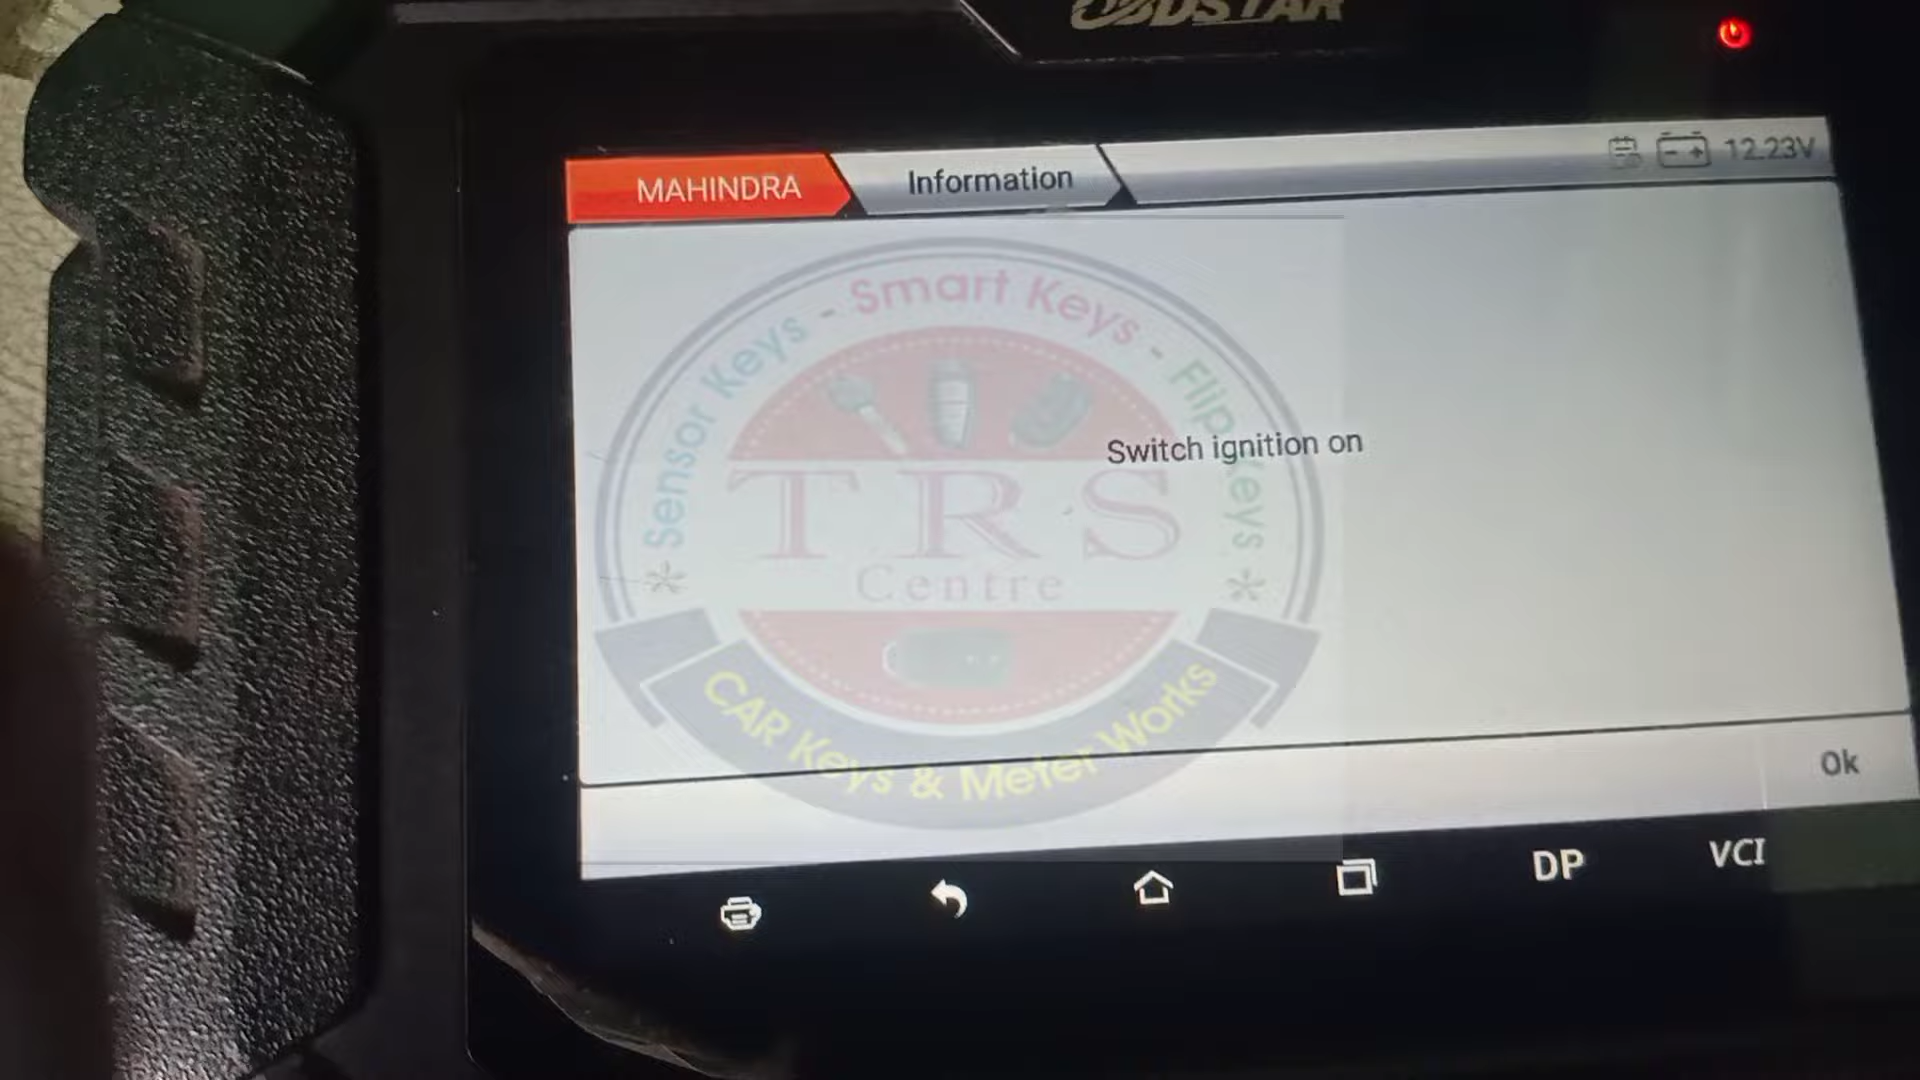 OBDSTAR
MAHINDRA
Information
12.23V
Sensor Keys - Smart Keys - Flip Keys
Switch ignition on
TRS
Centre
CAR Keys & Meter Works
Ok
DP
VCI